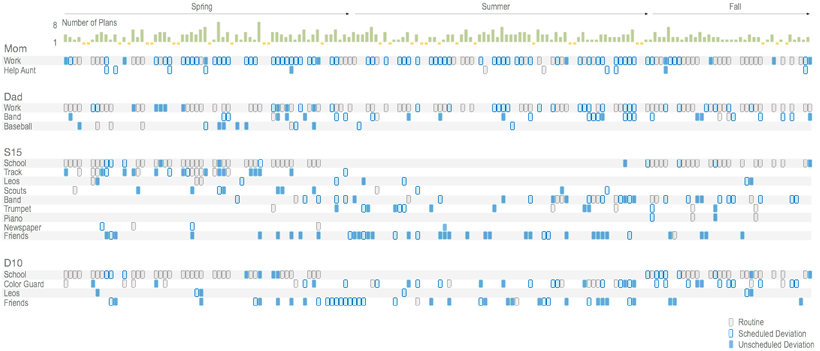 Spring Summer Fall
8 Number of Plans
1
Mom
Work
Help Aunt
Dad
Work
Band
Baseball
S15
School
Track
Leos
Scouts
Band
Trumpet
Piano
Newspaper
Friends
D10
School
Color Guard
Leos
Friends
Routine
Scheduled Deviation
Unscheduled Deviation